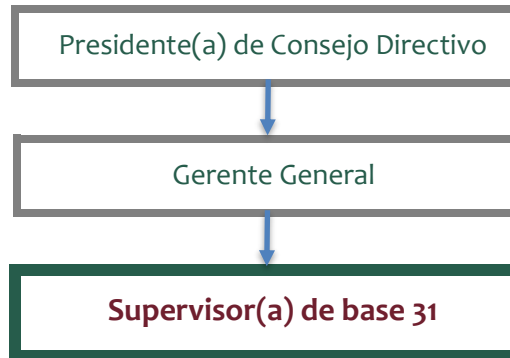 Presidente(a) de Consejo Directivo
Gerente General
Supervisor(a) de base 31